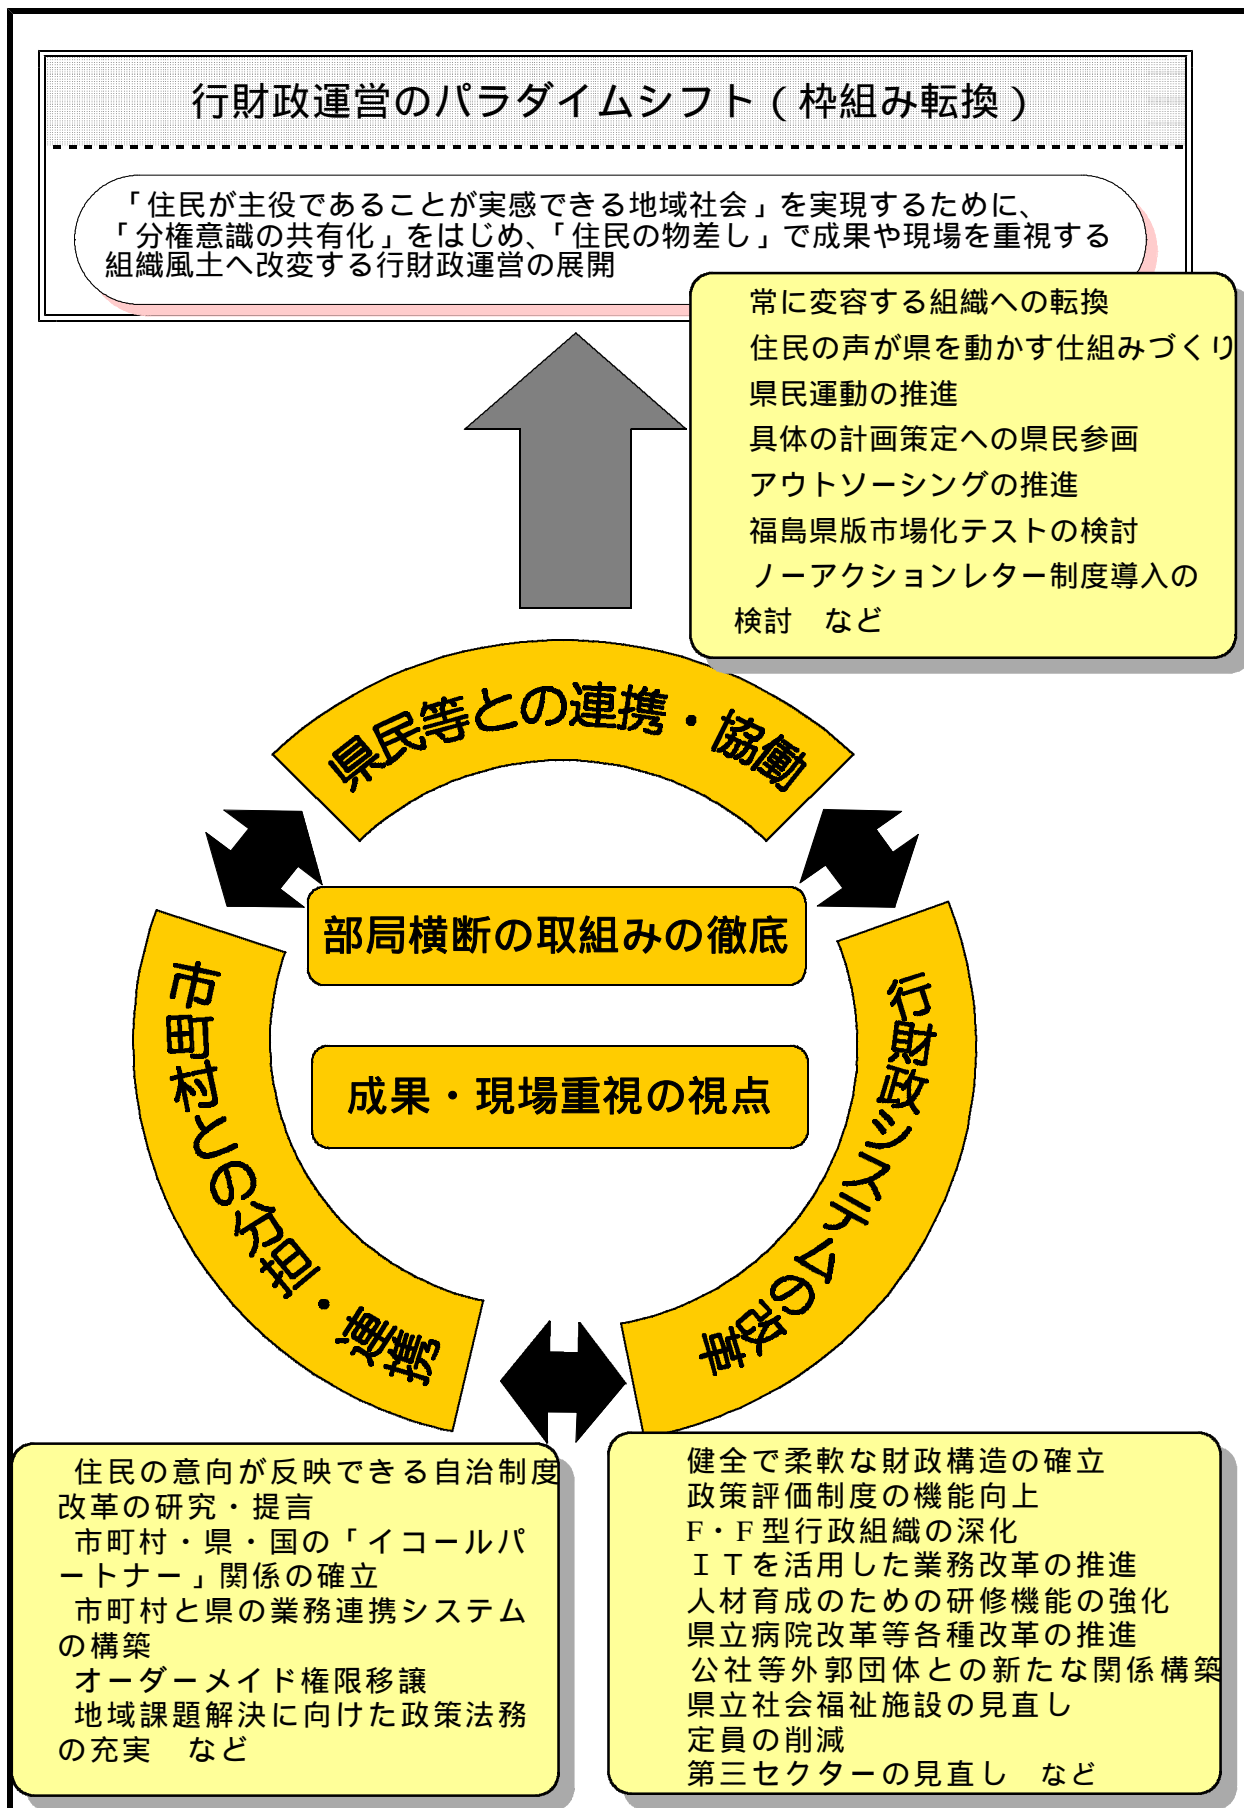 行財政運営のパラダイムシフト（枠組み転換）
「住民が主役であることが実感できる地域社会」を実現するために、
「分権意識の共有化」をはじめ、「住民の物差し」で成果や現場を重視する
組織風土へ改変する行財政運営の展開
常に変容する組織への転換
住民の声が県を動かす仕組みづくり
県民運動の推進
具体の計画策定への県民参画
アウトソーシングの推進
福島県版市場化テストの検討
ノーアクションレター制度導入の
検討　など
県民等との連携・協働
部局横断の取組みの徹底
成果・現場重視の視点
市町村との分担・連携
行財政システムの改革
住民の意向が反映できる自治制度
改革の研究・提言
市町村・県・国の「イコールパ
ートナー」関係の確立
市町村と県の業務連携システム
の構築
オーダーメイド権限移譲
地域課題解決に向けた政策法務
の充実　など
健全で柔軟な財政構造の確立
政策評価制度の機能向上
F・F型行政組織の深化
ＩＴを活用した業務改革の推進
人材育成のための研修機能の強化
県立病院改革等各種改革の推進
公社等外郭団体との新たな関係構築
県立社会福祉施設の見直し
定員の削減
第三セクターの見直し　など